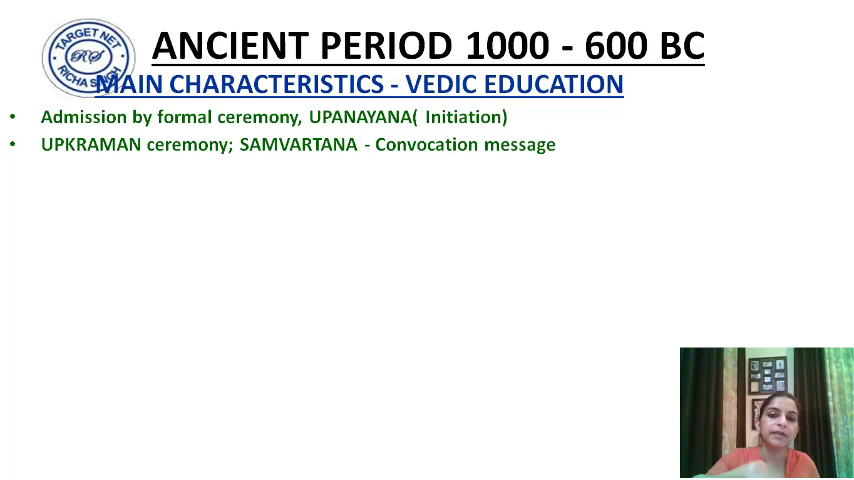 TARGET NET
RS
RICHA SINGH
ANCIENT PERIOD 1000 - 600 BC
MAIN CHARACTERISTICS - VEDIC EDUCATION
• Admission by formal ceremony, UPANAYANA( Initiation)
• UPKRAMAN ceremony; SAMVARTANA - Convocation message